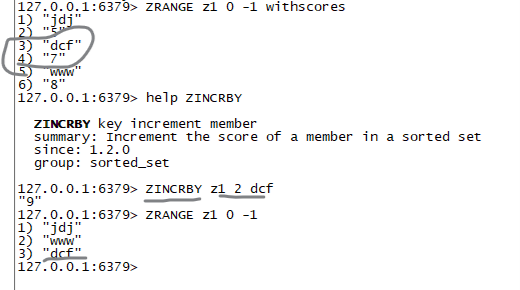 127.0.0.1:6379> ZRANGE z1 0 -1 withscores
1) "jdj"
2) "5"
3) "dcf"
4) "7"
5) "www"
6) "8"
127.0.0.1:6379> help ZINCRBY
ZINCRBY key increment member
summary: Increment the score of a member in a sorted set
since: 1.2.0
group: sorted_set
127.0.0.1:6379> ZINCRBY z1 2 dcf
"9"
127.0.0.1:6379> ZRANGE z1 0 -1
1) "jdj"
2) "www"
3) "dcf"
127.0.0.1:6379>